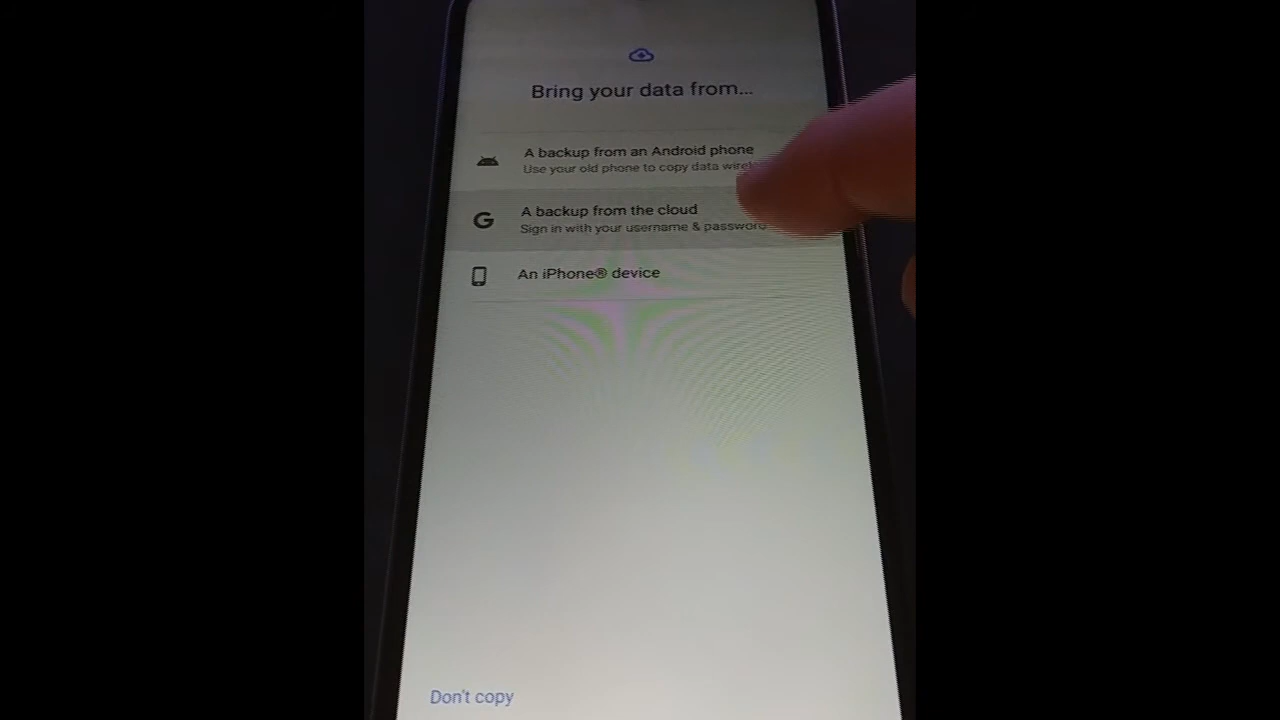 Bring your data from...
A backup from an Android phone
Use your old phone to copy data
A backup from the cloud
Sign in with your username & password
An iPhone® device
Don't copy